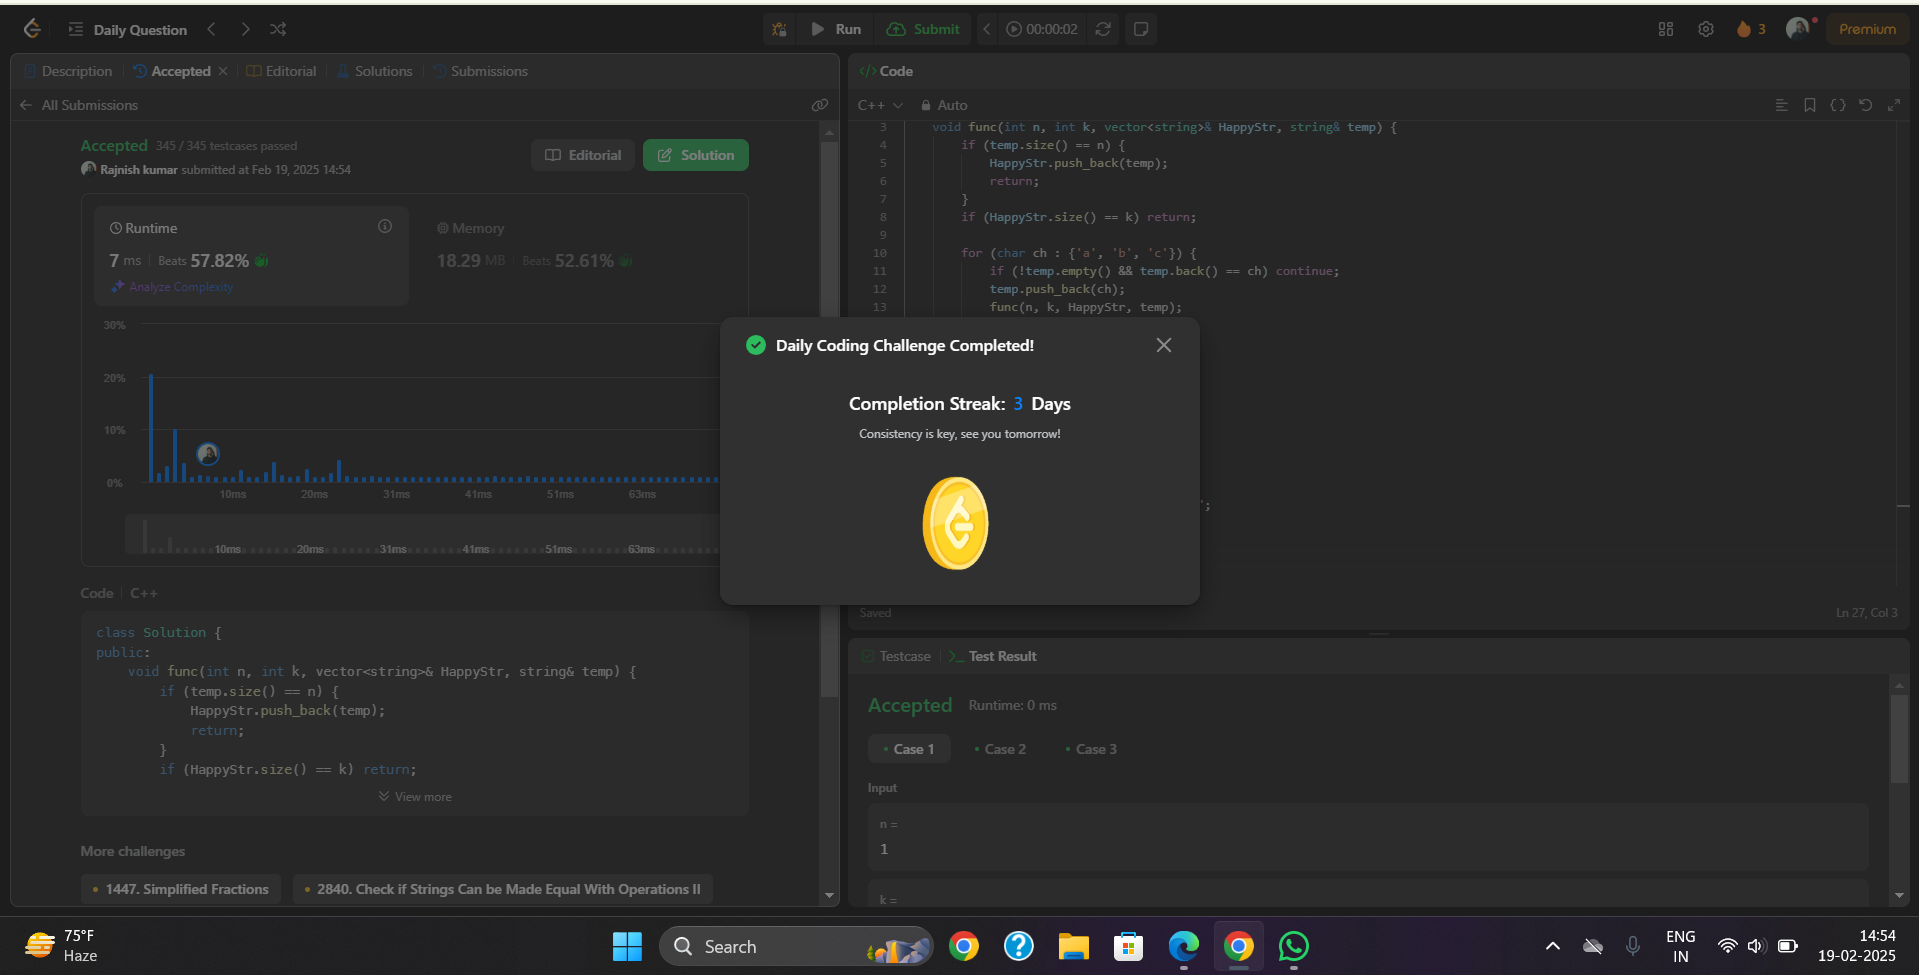 Daily Question
Run
Submit
00:00:02
3
Premium
Description
Accepted
Editorial
Solutions
Submissions
All Submissions
Accepted 345 / 345 testcases passed
Rajnish kumar submitted at Feb 19, 2025 14:54
Editorial
Solution
Runtime
7 ms Beats 57.82%
Analyze Complexity
Memory
18.29 MB Beats 52.61%
30%
20%
10%
0%
10ms 20ms 31ms 41ms 51ms 63ms
10ms 20ms 31ms 41ms 51ms 63ms
Code C++
class Solution {
public:
void func(int n, int k, vector<string>& HappyStr, string& temp) {
if (temp.size() == n) {
HappyStr.push_back(temp);
return;
}
if (HappyStr.size() == k) return;
View more
More challenges
1447. Simplified Fractions
2840. Check if Strings Can be Made Equal With Operations II
</> Code
C++ Auto
3 void func(int n, int k, vector<string>& HappyStr, string& temp) {
4 if (temp.size() == n) {
5 HappyStr.push_back(temp);
6 return;
7 }
8 if (HappyStr.size() == k) return;
9
10 for (char ch : {'a', 'b', 'c'}) {
11 if (!temp.empty() && temp.back() == ch) continue;
12 temp.push_back(ch);
13 func(n, k, HappyStr, temp);
";
Daily Coding Challenge Completed!
Completion Streak: 3 Days
Consistency is key, see you tomorrow!
Saved
Ln 27, Col 3
Testcase
>_ Test Result
Accepted Runtime: 0 ms
Case 1
Case 2
Case 3
Input
n =
1
k =
75°F
Haze
Search
ENG
IN
14:54
19-02-2025